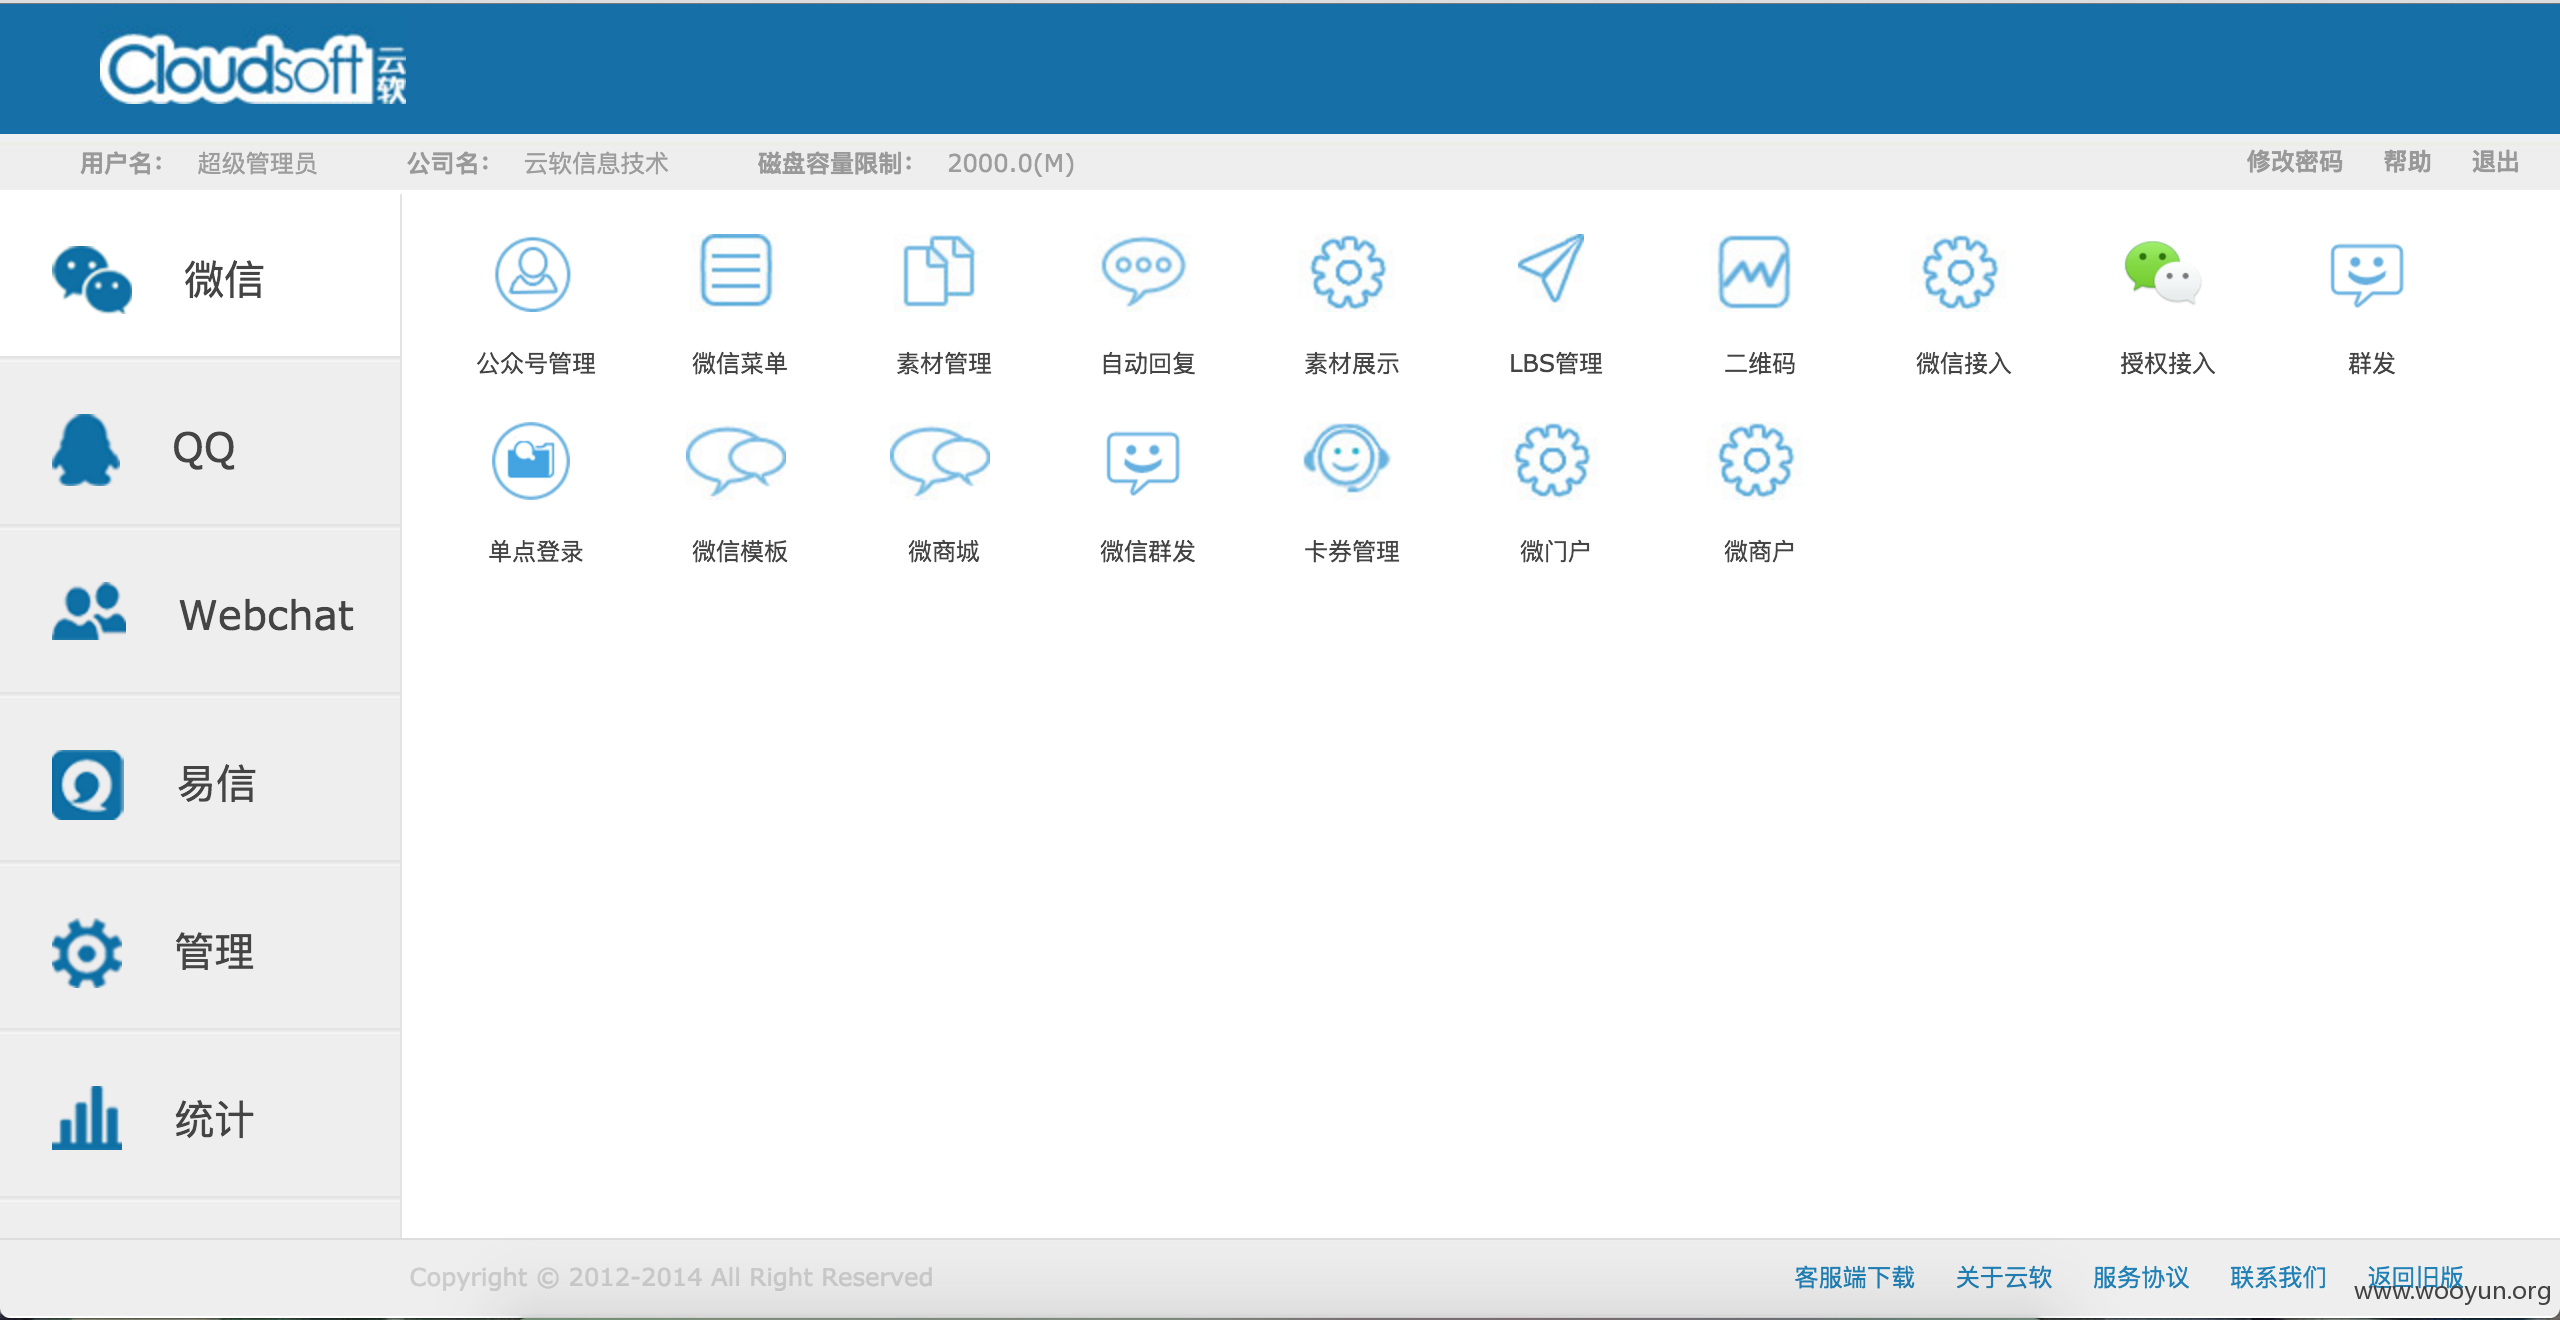 Cloudsoft 云软
用户名： 超级管理员 公司名： 云软信息技术 磁盘容量限制： 2000.0(M) 修改密码 帮助 退出
微信
QQ
Webchat
易信
管理
统计
公众号管理 微信菜单 素材管理 自动回复 素材展示 LBS管理 二维码 微信接入 授权接入 群发
单点登录 微信模板 微商城 微信群发 卡券管理 微门户 微商户
Copyright © 2012-2014 All Right Reserved 客服端下载 关于云软 服务协议 联系我们 返回旧版
www.wooyun.org